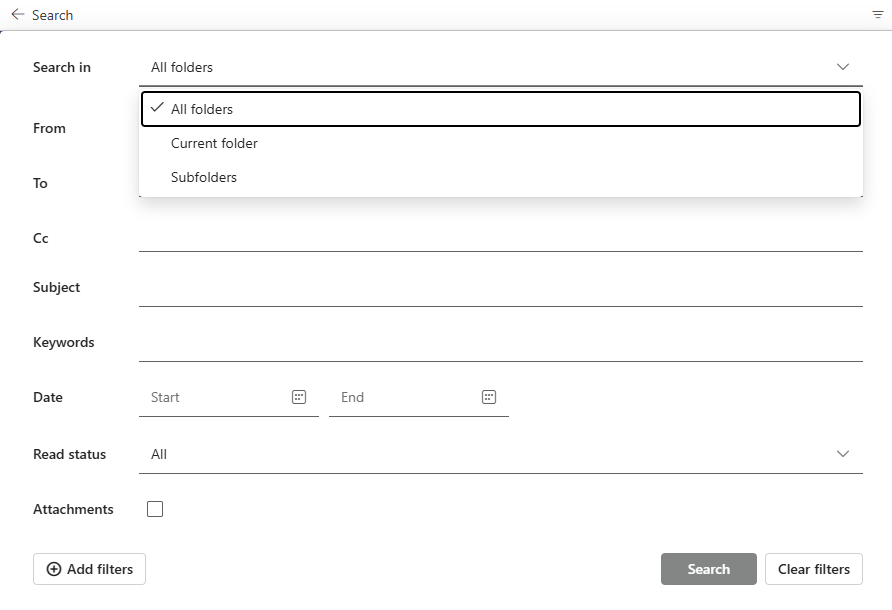 Search
Search in All folders
All folders
From
Current folder
Subfolders
To
Cc
Subject
Keywords
Date Start End
Read status All
Attachments
Add filters Search Clear filters